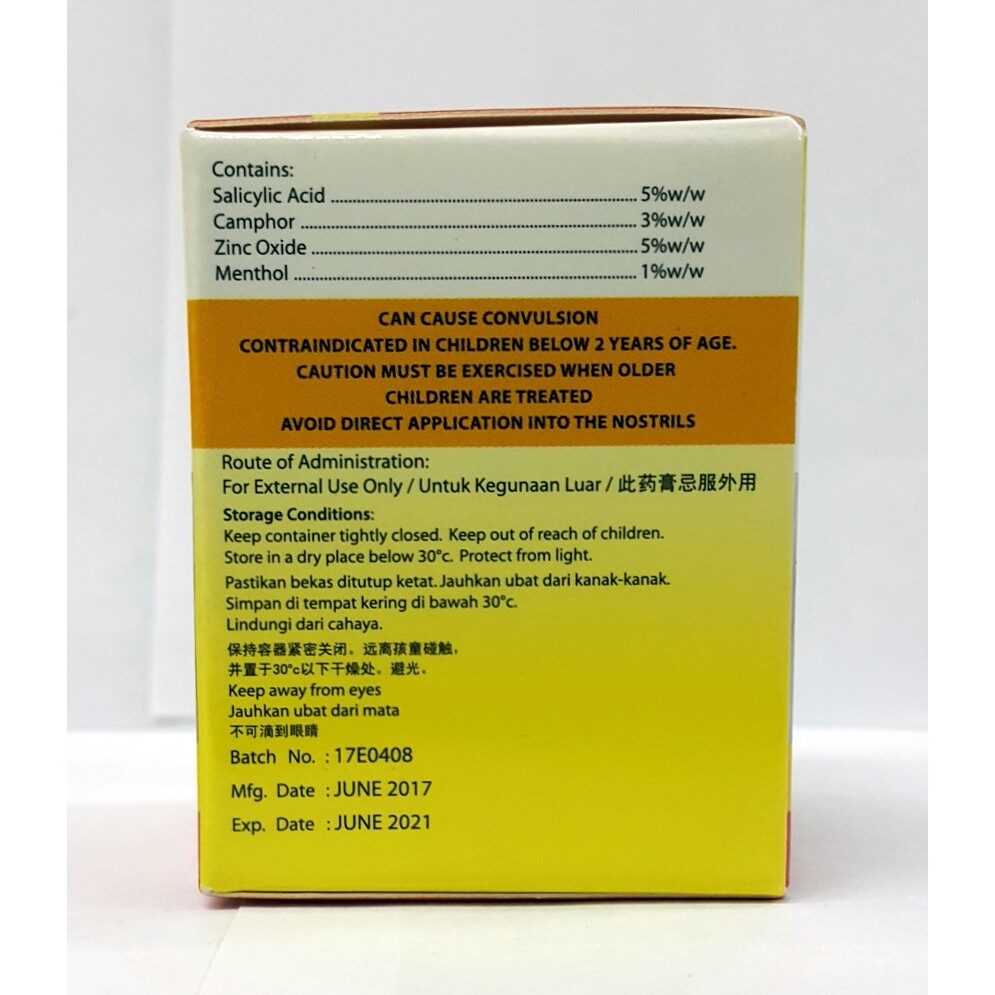 Contains:
Salicylic Acid ........................................................ 5%w/w
Camphor ............................................................. 3%w/w
Zinc Oxide ........................................................... 5%w/w
Menthol .............................................................. 1%w/w
CAN CAUSE CONVULSION
CONTRAINDICATED IN CHILDREN BELOW 2 YEARS OF AGE.
CAUTION MUST BE EXERCISED WHEN OLDER
CHILDREN ARE TREATED
AVOID DIRECT APPLICATION INTO THE NOSTRILS
Route of Administration:
For External Use Only / Untuk Kegunaan Luar / 此药膏忌服外用
Storage Conditions:
Keep container tightly closed. Keep out of reach of children.
Store in a dry place below 30°c. Protect from light.
Pastikan bekas ditutup ketat. Jauhkan ubat dari kanak-kanak.
Simpan di tempat kering di bawah 30°c.
Lindungi dari cahaya.
保持容器紧密关闭。远离孩童碰触，
并置于30°c以下干燥处。避光。
Keep away from eyes
Jauhkan ubat dari mata
不可滴到眼睛
Batch No. : 17E0408
Mfg. Date : JUNE 2017
Exp. Date : JUNE 2021